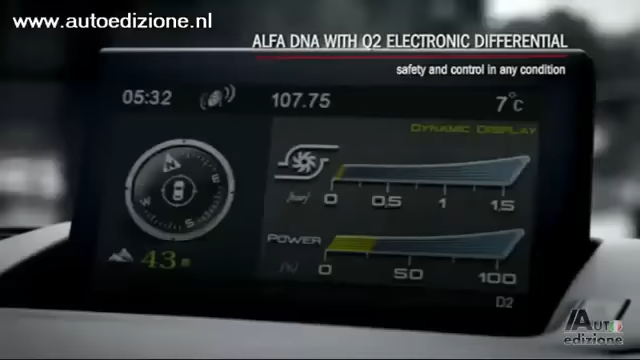 www.autoedizione.nl
ALFA DNA WITH Q2 ELECTRONIC DIFFERENTIAL
safety and control in any condition
05:32 107.75 7°C
DYNAMIC DISPLAY
N
W
S
[bar] 0 0,5 1 1,5
POWER
[%] 0 50 100
43
D2
AUTO
edizione